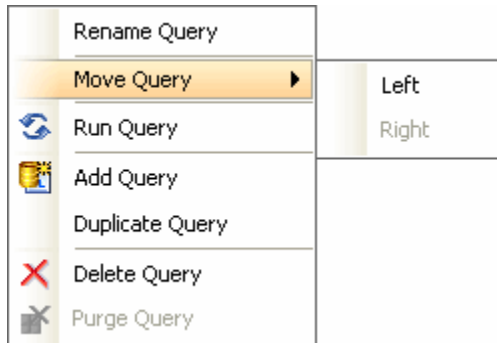 Rename Query
Move Query
Left
Run Query
Right
Add Query
Duplicate Query
Delete Query
Purge Query